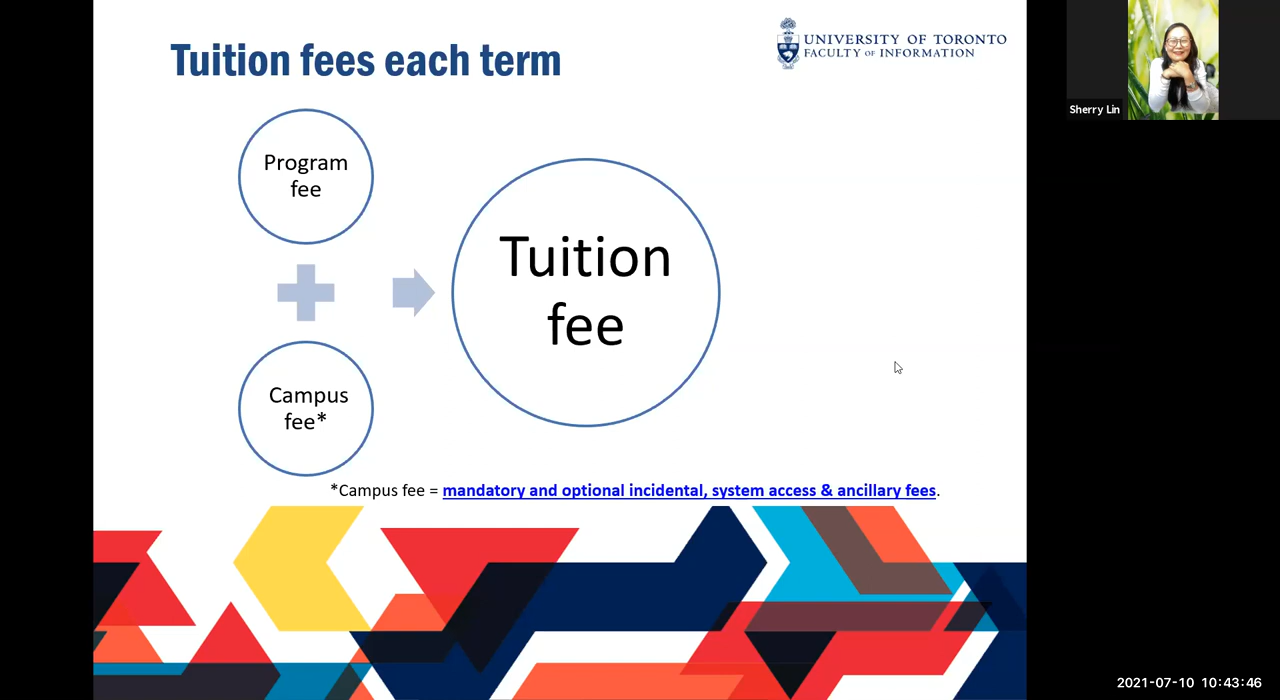 Tuition fees each term
UNIVERSITY OF TORONTO
FACULTY OF INFORMATION
Sherry Lin
Program
fee
Tuition
fee
Campus
fee*
*Campus fee = mandatory and optional incidental, system access & ancillary fees.
2021-07-10 10:43:46